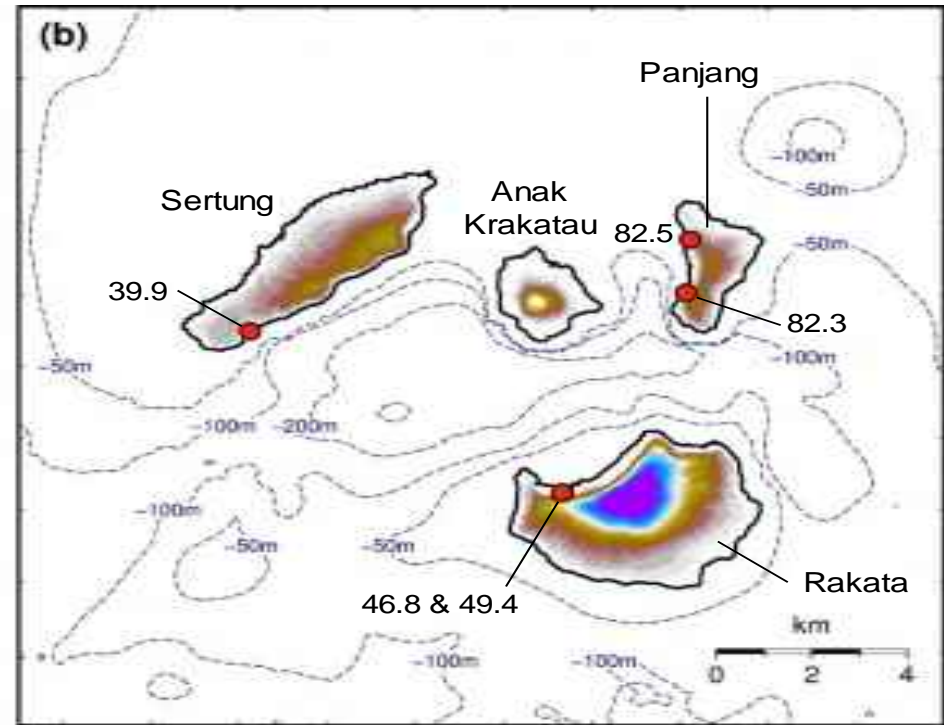 (b)
Panjang
-100m
-50m
Sertung
Anak
Krakatau
82.5
-50m
39.9
82.3
-50m
-100m
-100m
-200m
-100m
-50m
-50m
46.8 & 49.4
Rakata
km
-100m
-100m
0 2 4